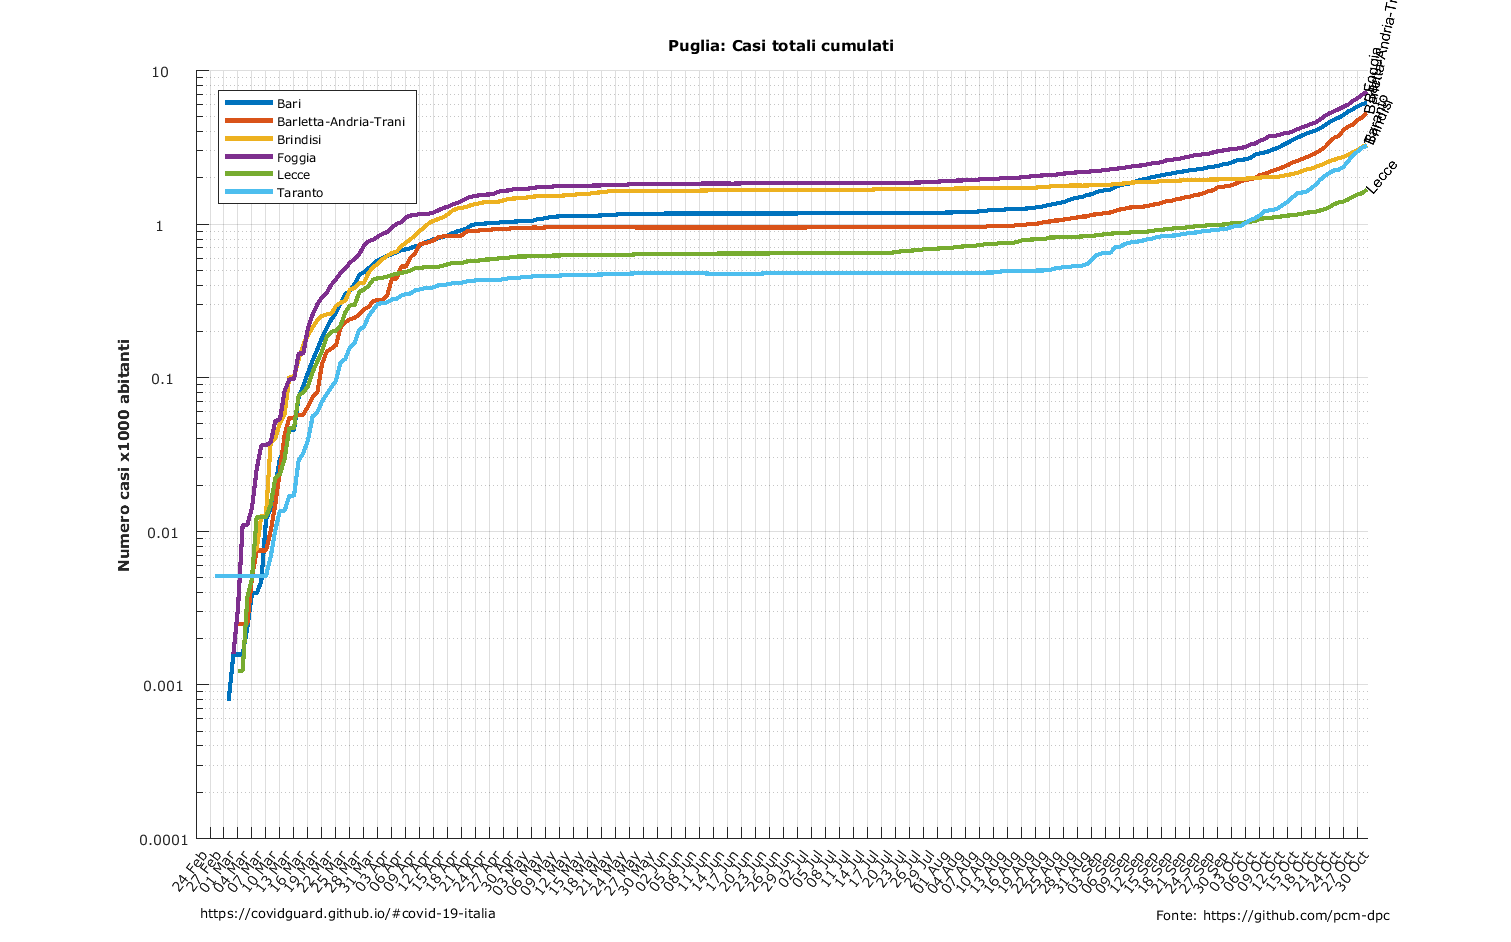 Puglia: Casi totali cumulati
Numero casi x1000 abitanti
10
1
0.1
0.01
0.001
0.0001
Bari
Barletta-Andria-Trani
Brindisi
Foggia
Lecce
Taranto
Foggia
Bari
Barletta-Andria-Tr
Taranto
Brindisi
Lecce
24 Feb
27 Feb
01 Mar
04 Mar
07 Mar
10 Mar
13 Mar
16 Mar
19 Mar
22 Mar
25 Mar
28 Mar
31 Mar
03 Apr
06 Apr
09 Apr
12 Apr
15 Apr
18 Apr
21 Apr
24 Apr
27 Apr
30 Apr
03 May
06 May
09 May
12 May
15 May
18 May
21 May
24 May
27 May
30 May
02 Jun
05 Jun
08 Jun
11 Jun
14 Jun
17 Jun
20 Jun
23 Jun
26 Jun
29 Jun
02 Jul
05 Jul
08 Jul
11 Jul
14 Jul
17 Jul
20 Jul
23 Jul
26 Jul
29 Jul
01 Aug
04 Aug
07 Aug
10 Aug
13 Aug
16 Aug
19 Aug
22 Aug
25 Aug
28 Aug
31 Aug
03 Sep
06 Sep
09 Sep
12 Sep
15 Sep
18 Sep
21 Sep
24 Sep
27 Sep
30 Sep
03 Oct
06 Oct
09 Oct
12 Oct
15 Oct
18 Oct
21 Oct
24 Oct
27 Oct
30 Oct
https://covidguard.github.io/#covid-19-italia
Fonte: https://github.com/pcm-dpc